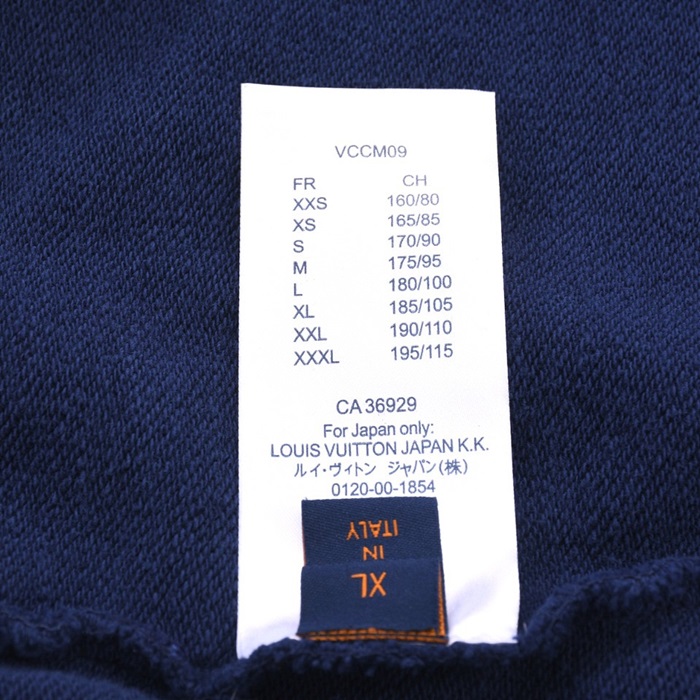 VCCM09
FR CH
XXS 160/80
XS 165/85
S 170/90
M 175/95
L 180/100
XL 185/105
XXL 190/110
XXXL 195/115
CA 36929
For Japan only:
LOUIS VUITTON JAPAN K.K.
ルイ・ヴィトン ジャパン(株)
0120-00-1854
IN
ITALY
XL